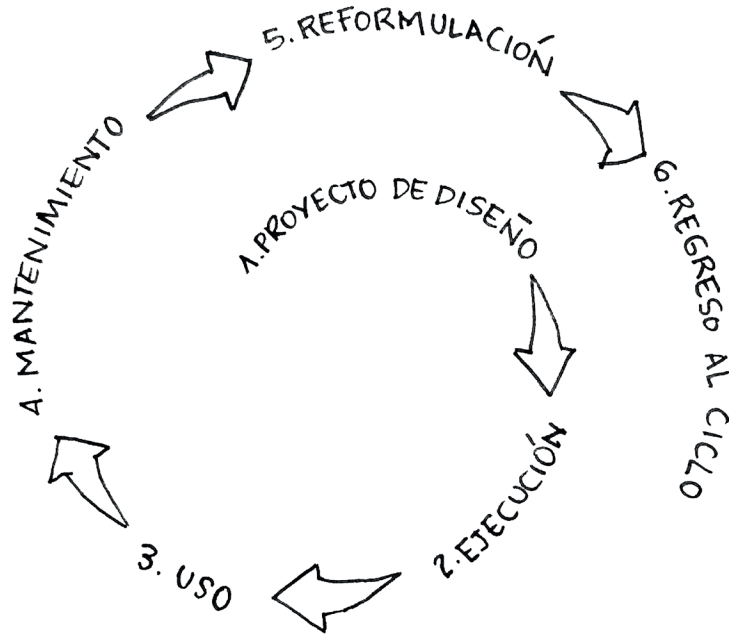 1. PROYECTO DE DISEÑO
2. EJECUCIÓN
3. USO
4. MANTENIMIENTO
5. REFORMULACIÓN
6. REGRESO AL CICLO